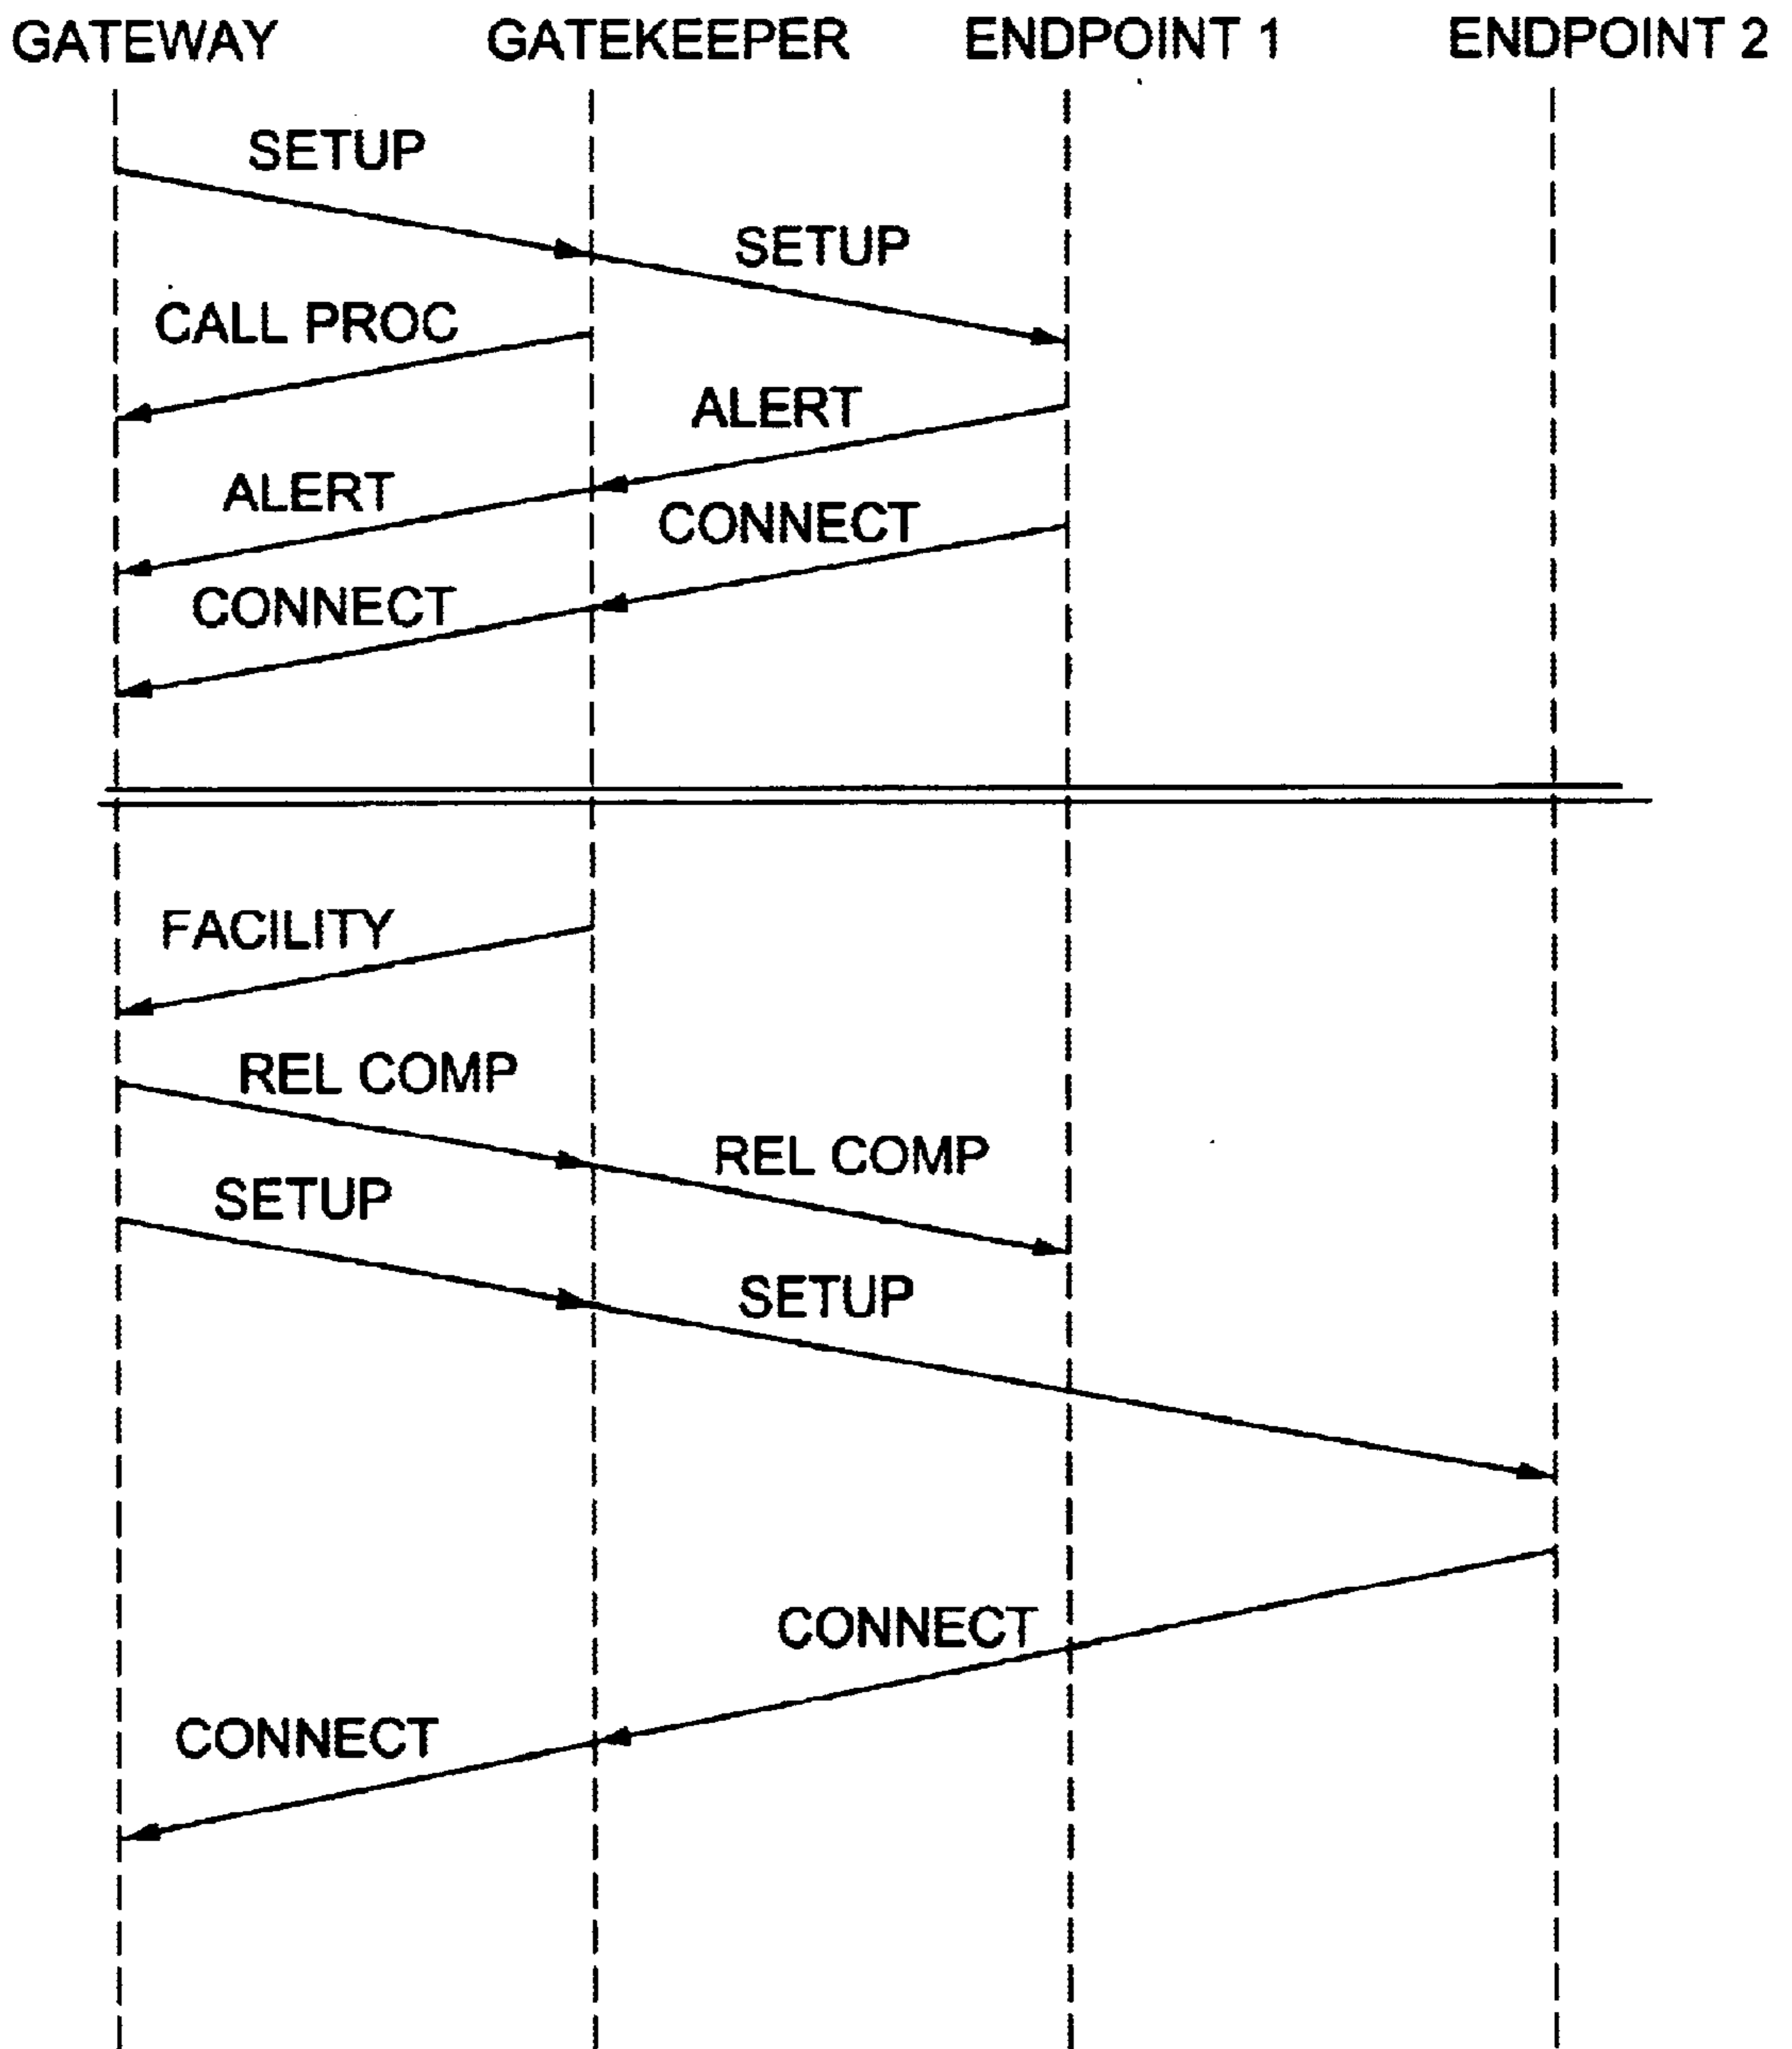 GATEWAY GATEKEEPER ENDPOINT 1 ENDPOINT 2
SETUP
SETUP
CALL PROC
ALERT
ALERT
CONNECT
CONNECT
FACILITY
REL COMP
REL COMP
SETUP
SETUP
CONNECT
CONNECT